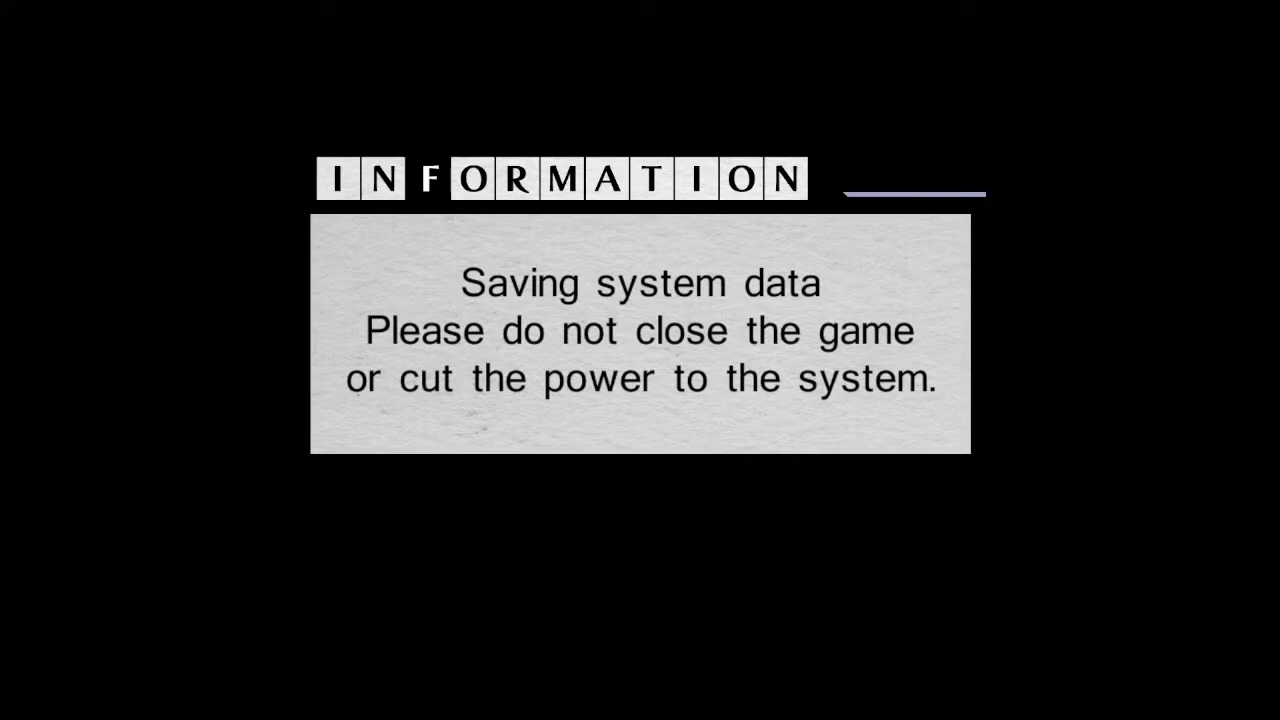 INFORMATION
Saving system data
Please do not close the game
or cut the power to the system.